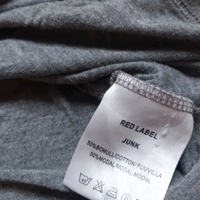 RED LABEL
JUNK
50%BOMULL/COTTON/PUUVILLA
50%MODAL/MODAL/MODAL